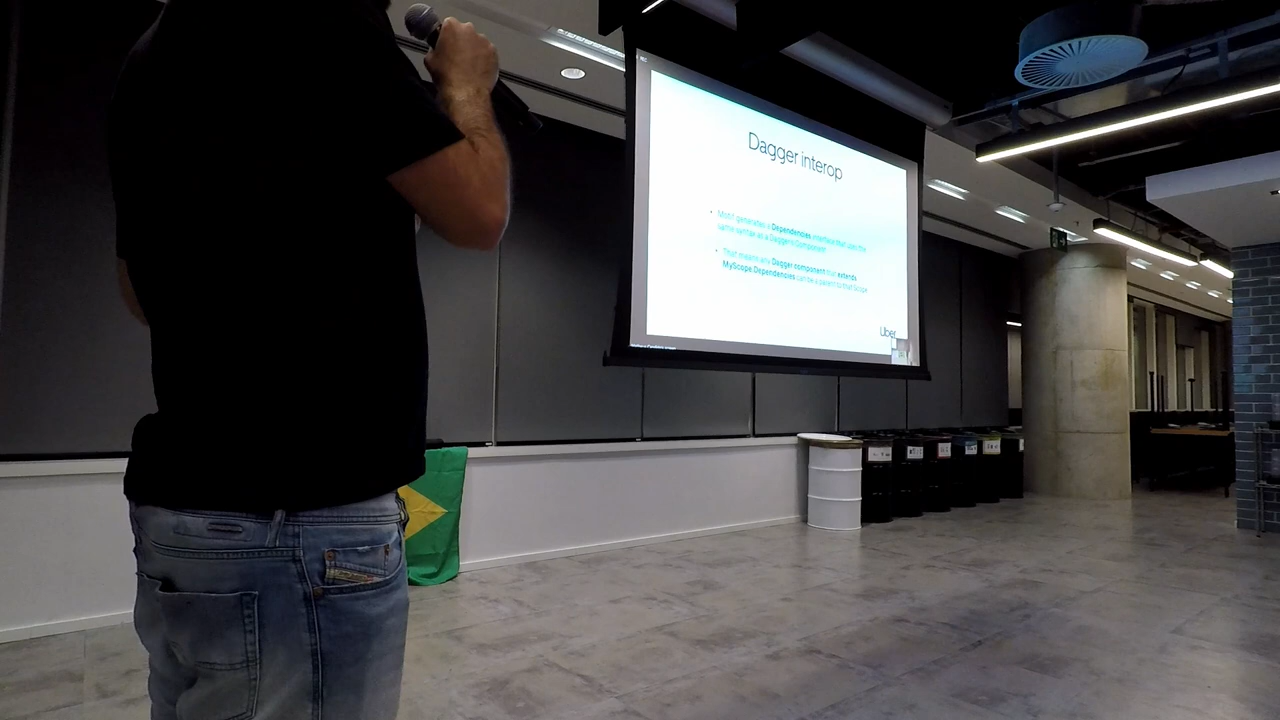 Dagger interop
• Motif generates a Dependencies interface that uses the
same semantics as a Dagger's Component
• That means any Dagger component that extends
MyScope.Dependencies can be a parent to that Scope
Uber